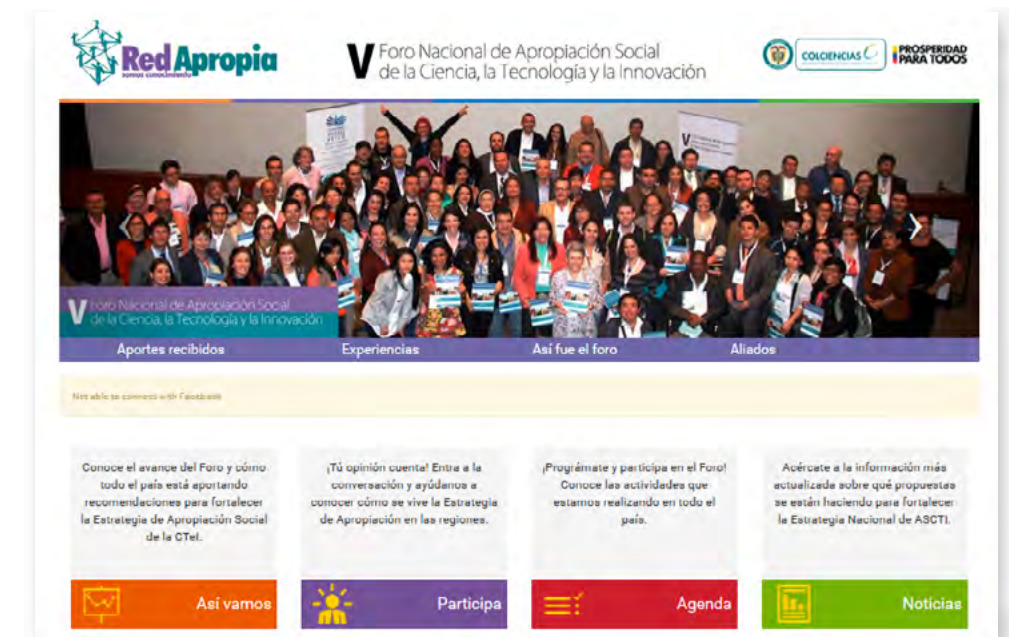 Red Apropia
somos conocimiento
V Foro Nacional de Apropiación Social
de la Ciencia, la Tecnología y la Innovación
COLCIENCIAS
PROSPERIDAD
PARA TODOS
V Foro Nacional de Apropiación Social
de la Ciencia, la Tecnología y la Innovación
Aportes recibidos
Experiencias
Así fue el foro
Aliados
Not able to connect with Facebook
Conoce el avance del Foro y cómo
todo el país está aportando
recomendaciones para fortalecer
la Estrategia de Apropiación Social
de la CTeI.
Así vamos
¡Tú opinión cuenta! Entra a la
conversación y ayúdanos a
conocer cómo se vive la Estrategia
de Apropiación en las regiones.
Participa
¡Prográmate y participa en el Foro!
Conoce las actividades que
estamos realizando en todo el
país.
Agenda
Acércate a la información más
actualizada sobre qué propuestas
se están haciendo para fortalecer
la Estrategia Nacional de ASCTI.
Noticias